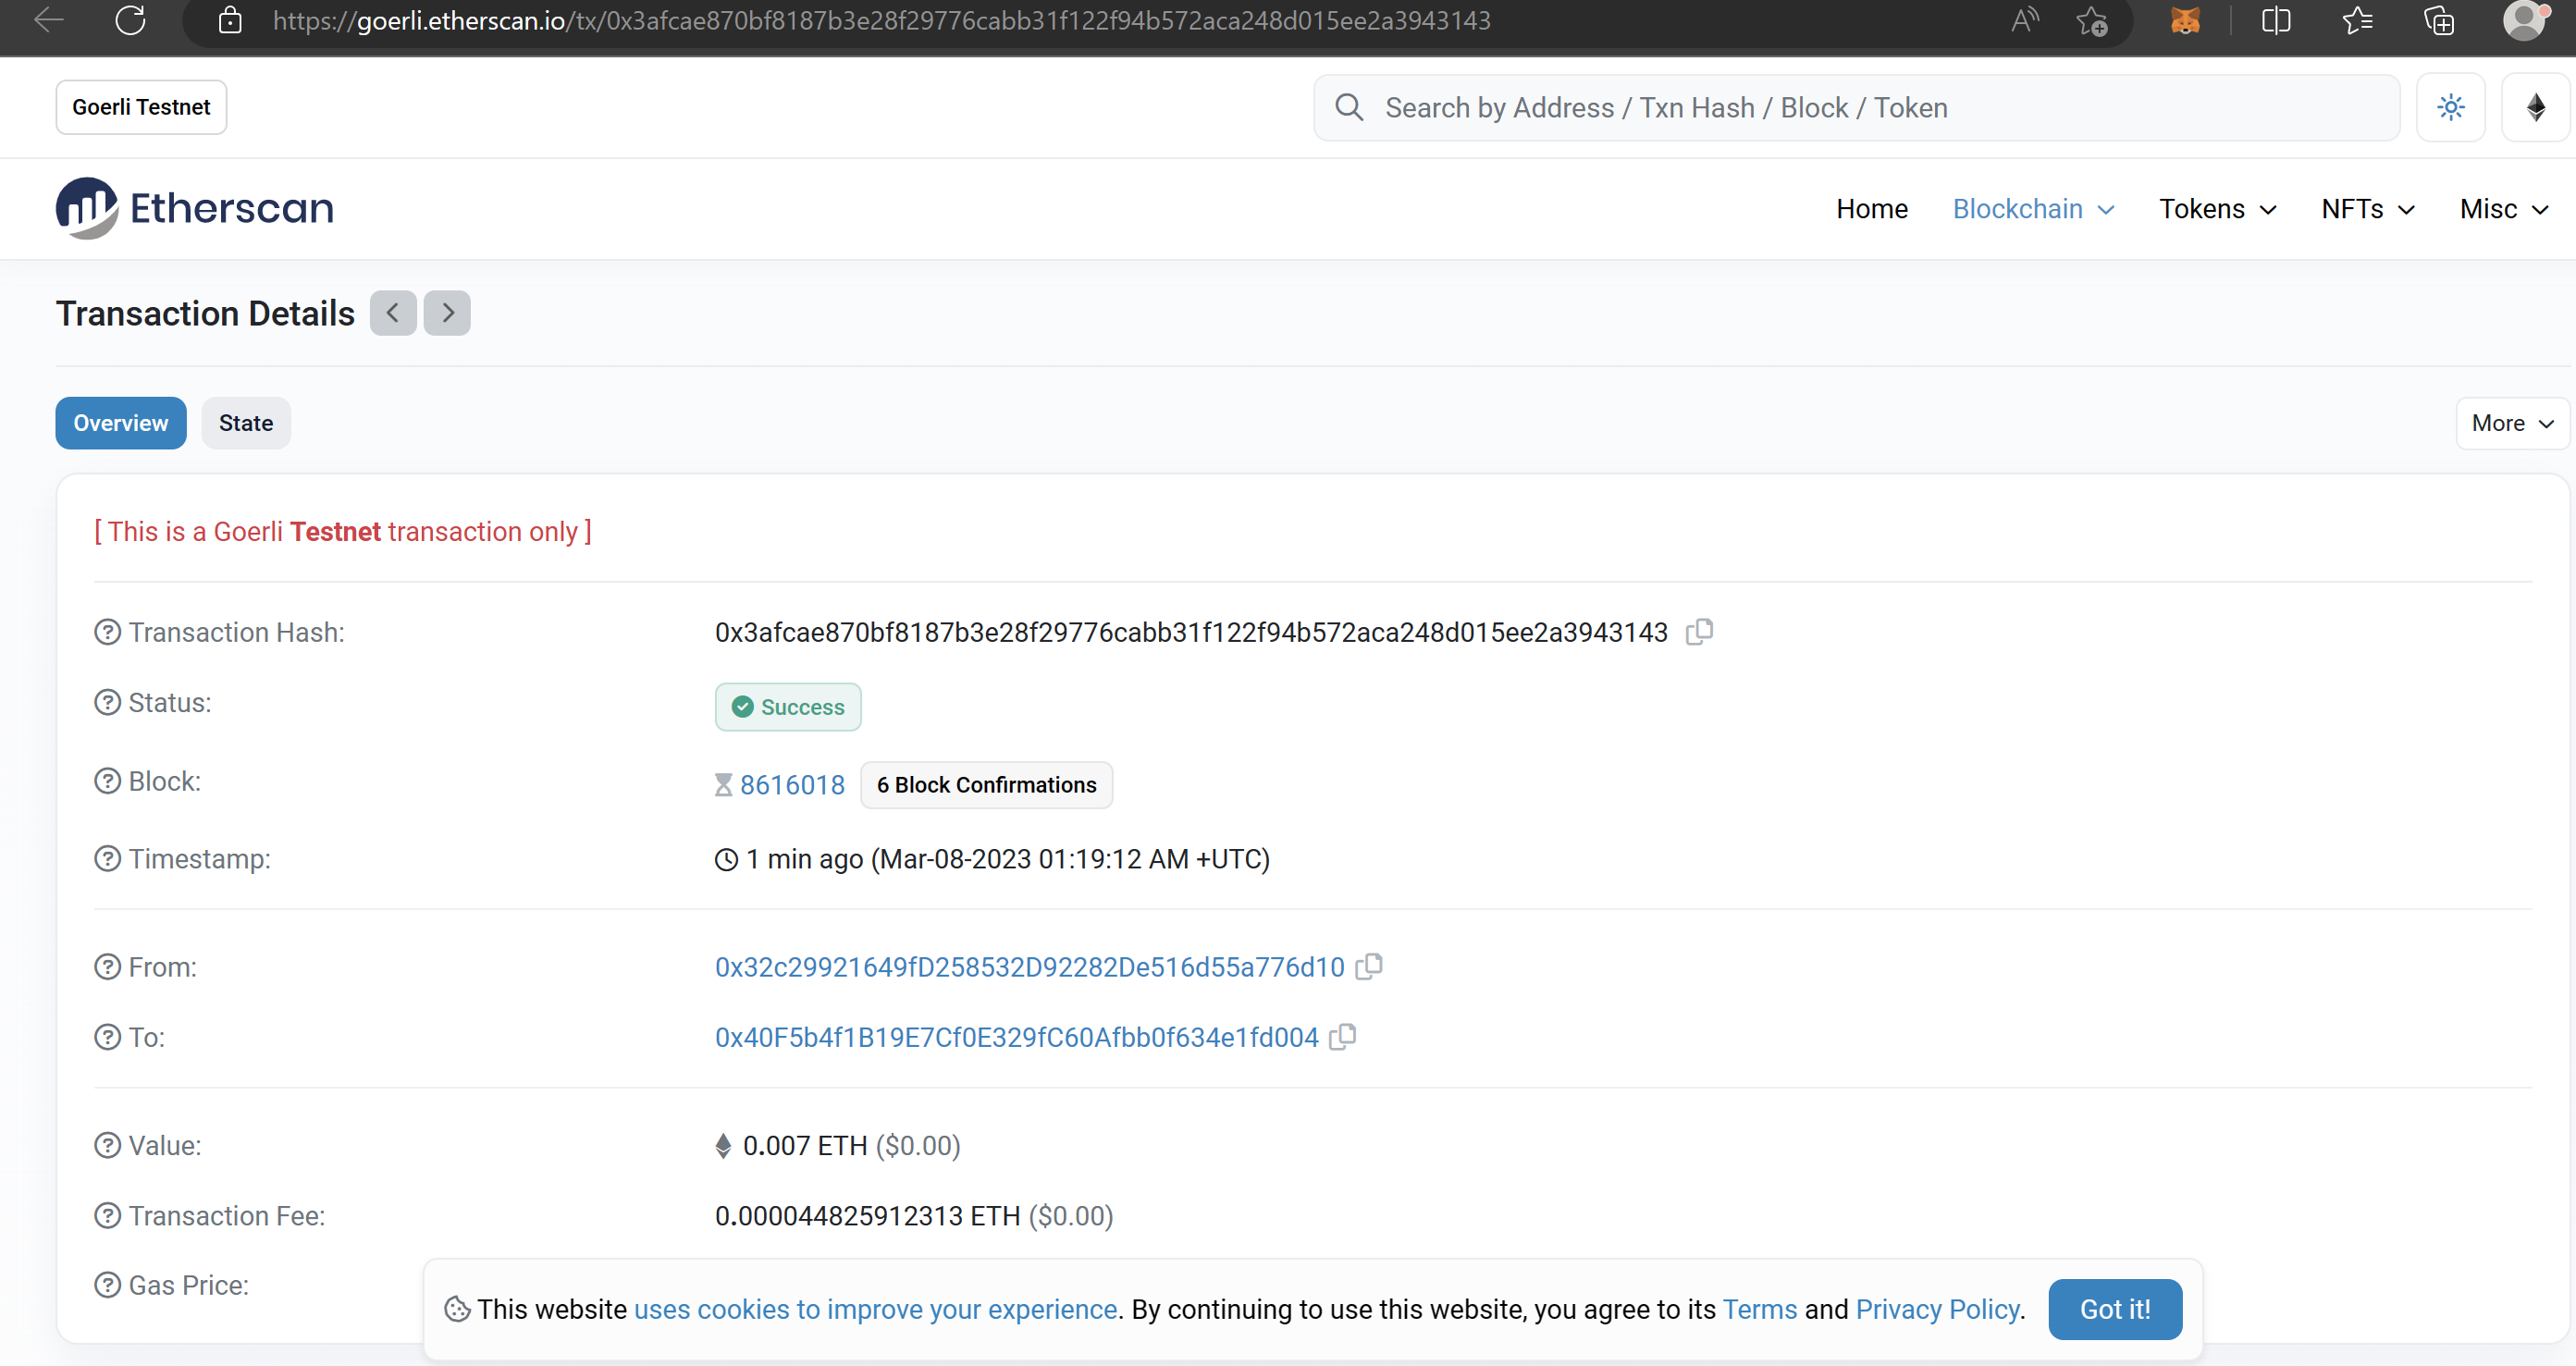 https://goerli.etherscan.io/tx/0x3afcae870bf8187b3e28f29776cabb31f122f94b572aca248d015ee2a3943143
Goerli Testnet
Search by Address / Txn Hash / Block / Token
Etherscan
Home Blockchain Tokens NFTs Misc
Transaction Details
Overview State
More
[ This is a Goerli Testnet transaction only ]
Transaction Hash: 0x3afcae870bf8187b3e28f29776cabb31f122f94b572aca248d015ee2a3943143
Status: Success
Block: 8616018 6 Block Confirmations
Timestamp: 1 min ago (Mar-08-2023 01:19:12 AM +UTC)
From: 0x32c29921649fD258532D92282De516d55a776d10
To: 0x40F5b4f1B19E7Cf0E329fC60Afbb0f634e1fd004
Value: 0.007 ETH ($0.00)
Transaction Fee: 0.000044825912313 ETH ($0.00)
Gas Price:
This website uses cookies to improve your experience. By continuing to use this website, you agree to its Terms and Privacy Policy. Got it!